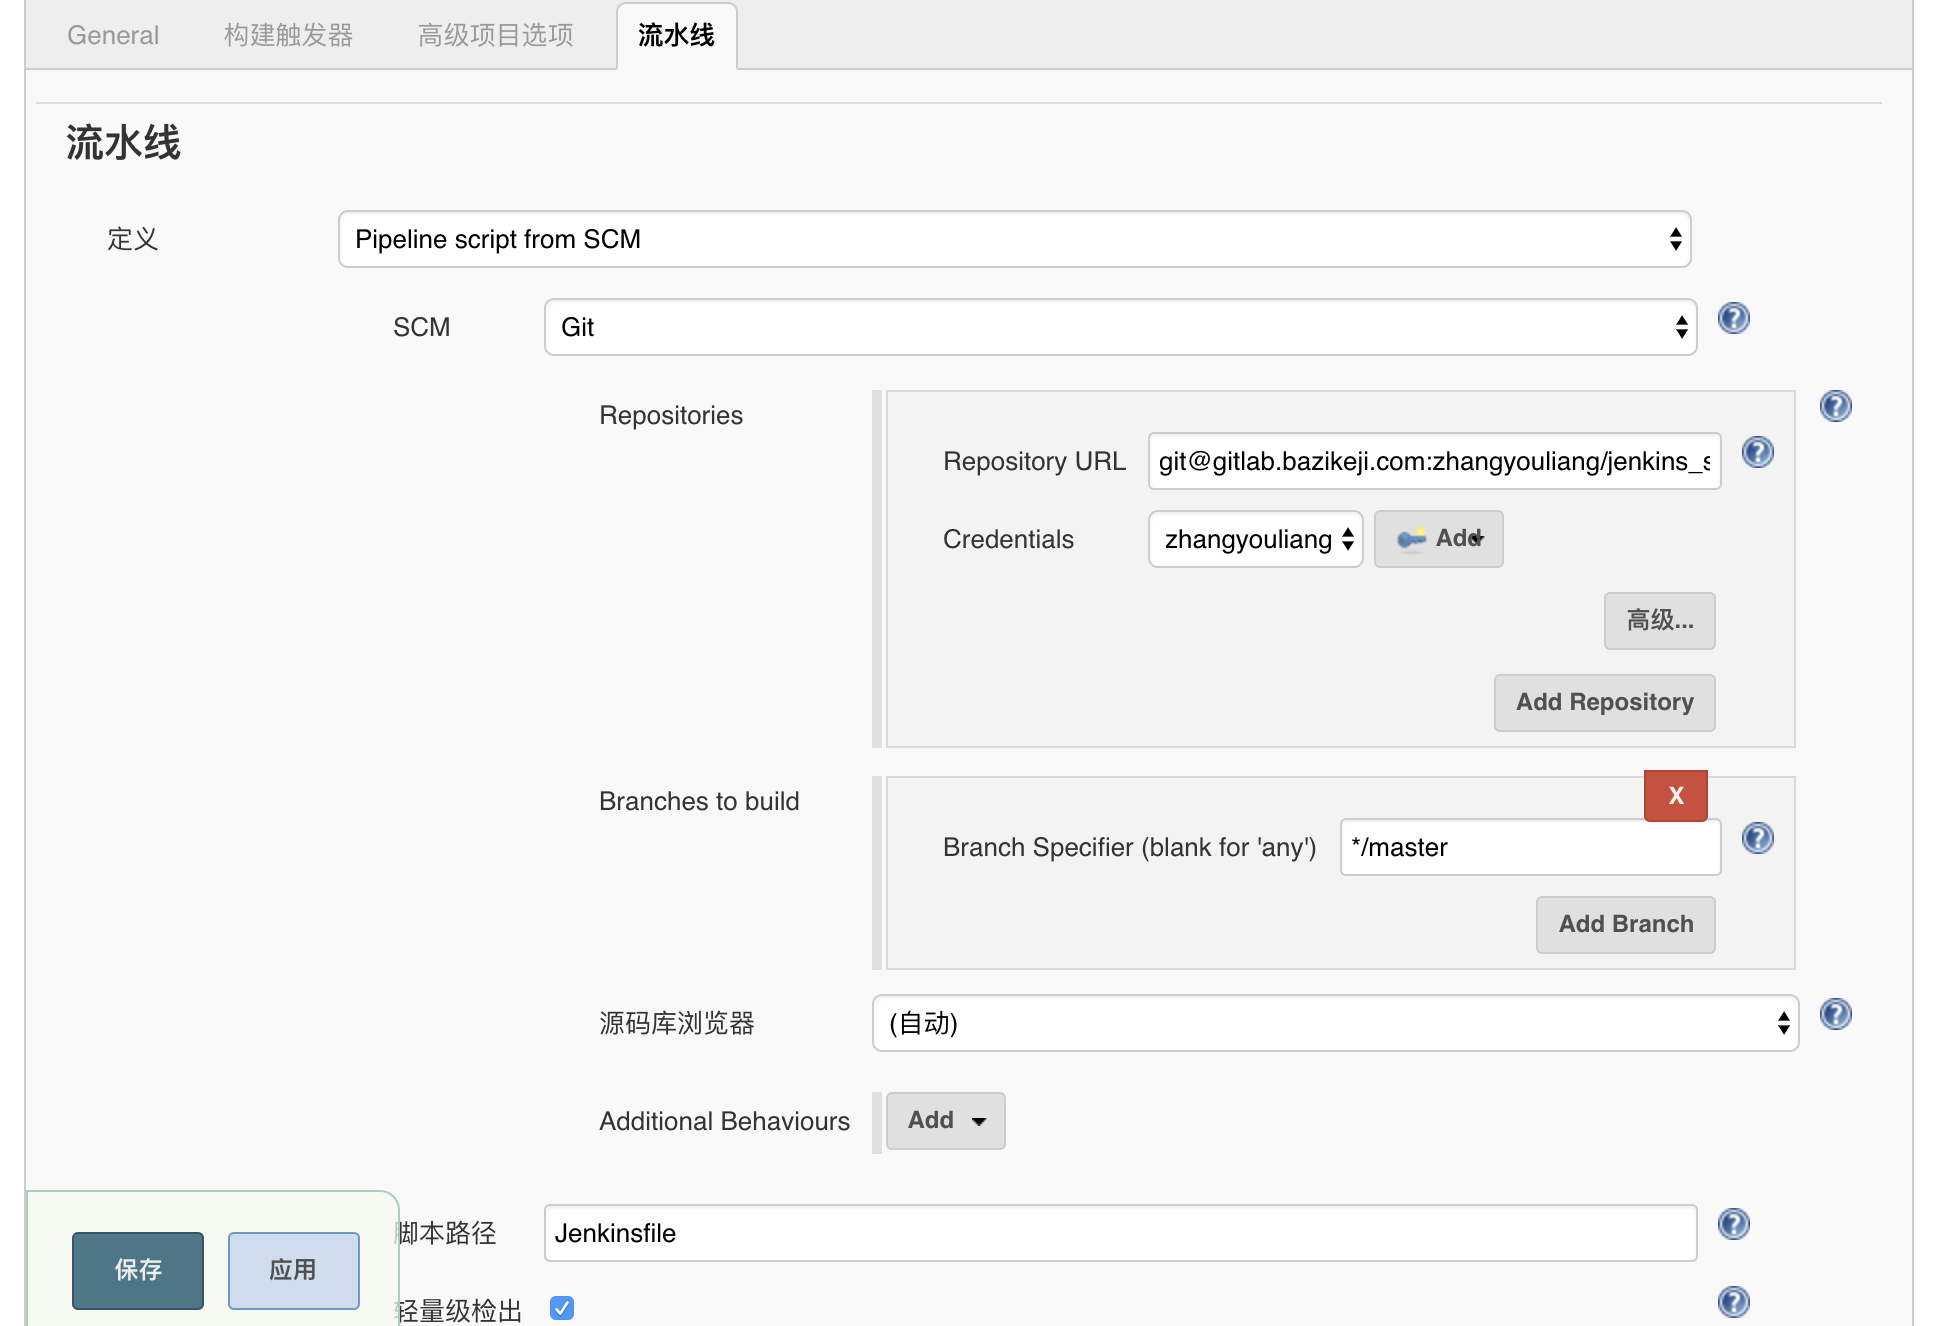 General 构建触发器 高级项目选项 流水线
流水线
定义 Pipeline script from SCM
SCM Git
Repositories
Repository URL git@gitlab.bazikeji.com:zhangyouliang/jenkins_s
Credentials zhangyouliang Add
高级...
Add Repository
Branches to build
X
Branch Specifier (blank for 'any') */master
Add Branch
源码库浏览器 (自动)
Additional Behaviours Add
脚本路径 Jenkinsfile
保存 应用
轻量级检出